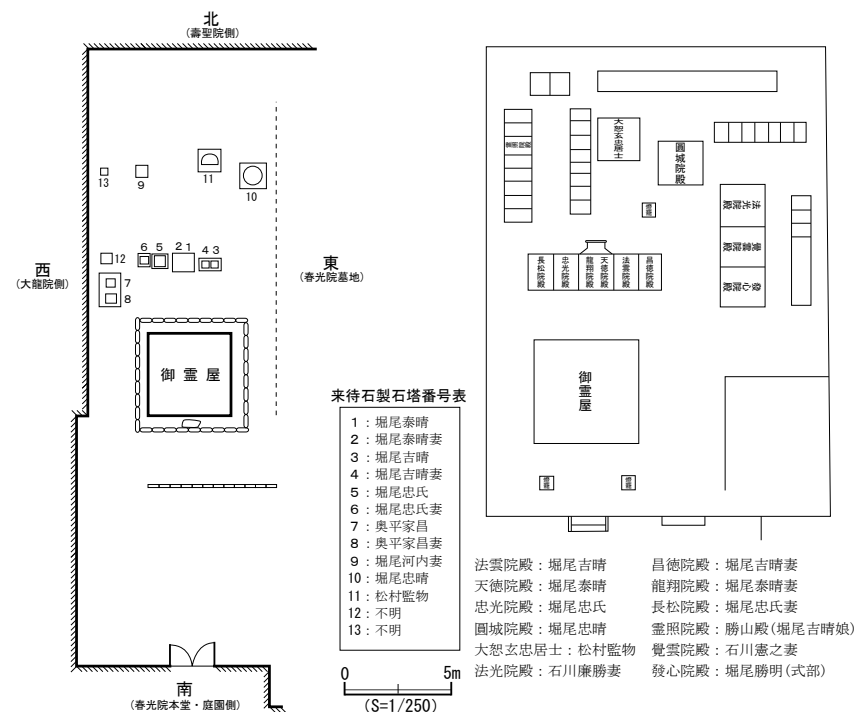 北
(壽聖院側)
13
9
11
10
12
6 5 2 1 4 3
7
8
西
(大龍院側)
東
(春光院墓地)
御霊屋
南
(春光院本堂・庭園側)
来待石製石塔番号表
1：堀尾泰晴
2：堀尾泰晴妻
3：堀尾吉晴
4：堀尾吉晴妻
5：堀尾忠氏
6：堀尾忠氏妻
7：奥平家昌
8：奥平家昌妻
9：堀尾河内妻
10：堀尾忠晴
11：松村監物
12：不明
13：不明
0 5m
(S=1/250)
大恕玄忠居士
圓城院殿
長松院殿
忠光院殿
龍翔院殿
天徳院殿
法雲院殿
昌徳院殿
法光院殿
覺雲院殿
發心院殿
御霊屋
法雲院殿：堀尾吉晴
天徳院殿：堀尾泰晴
忠光院殿：堀尾忠氏
圓城院殿：堀尾忠晴
大恕玄忠居士：松村監物
法光院殿：石川廉勝妻
昌徳院殿：堀尾吉晴妻
龍翔院殿：堀尾泰晴妻
長松院殿：堀尾忠氏妻
霊照院殿：勝山殿(堀尾吉晴娘)
覺雲院殿：石川憲之妻
發心院殿：堀尾勝明(式部)